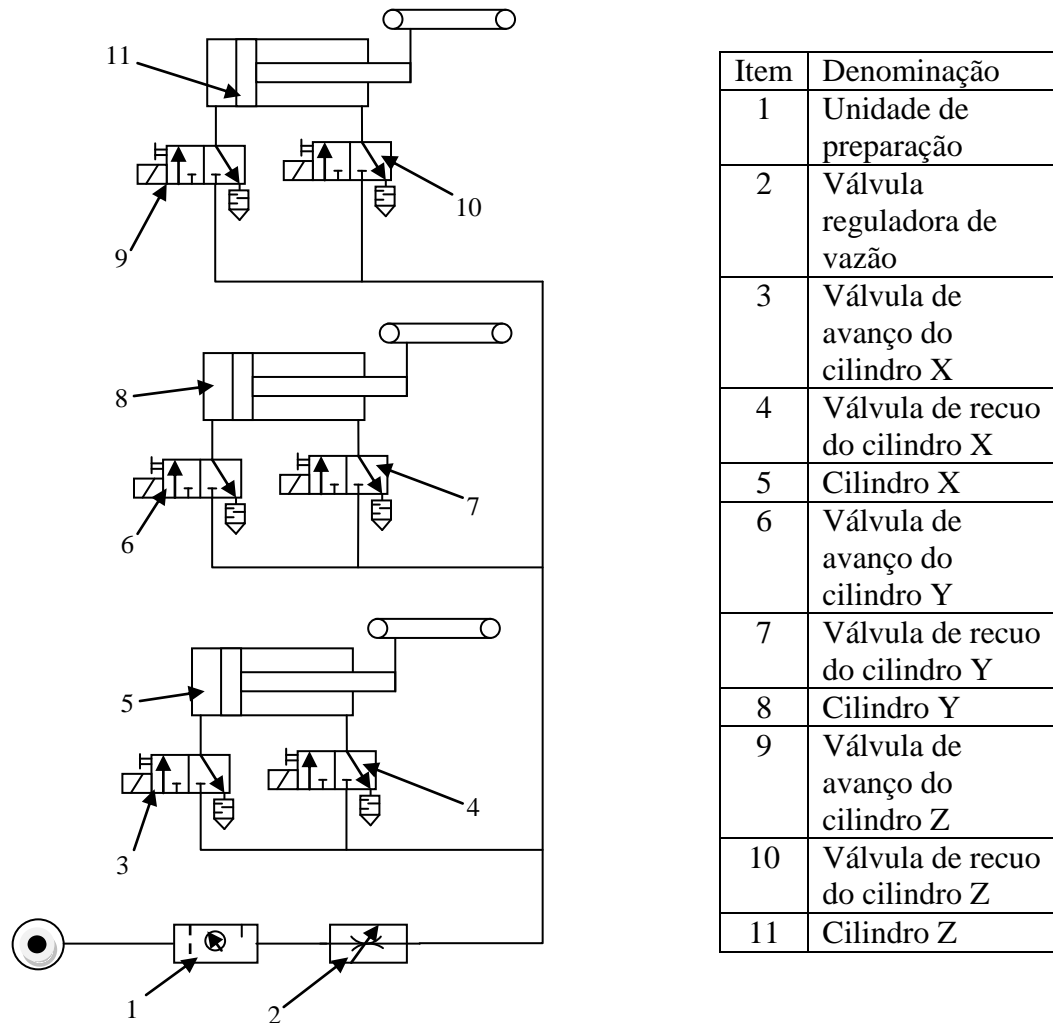 11
10
9
8
7
6
5
4
3
1
2
Item Denominação
1 Unidade de
preparação
2 Válvula
reguladora de
vazão
3 Válvula de
avanço do
cilindro X
4 Válvula de recuo
do cilindro X
5 Cilindro X
6 Válvula de
avanço do
cilindro Y
7 Válvula de recuo
do cilindro Y
8 Cilindro Y
9 Válvula de
avanço do
cilindro Z
10 Válvula de recuo
do cilindro Z
11 Cilindro Z